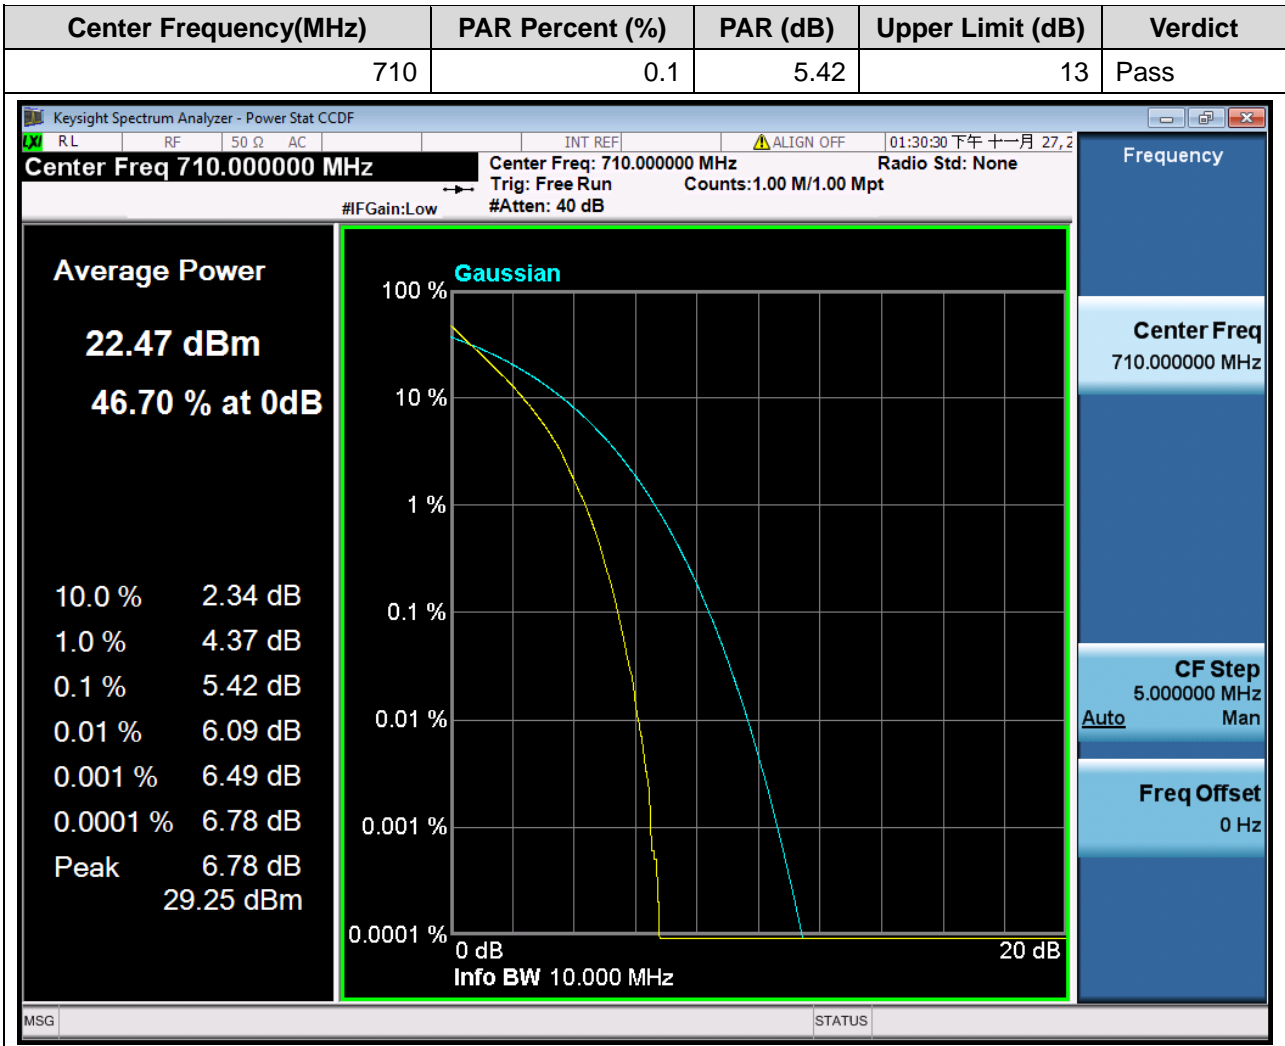 Center Frequency(MHz) PAR Percent (%) PAR (dB) Upper Limit (dB) Verdict
710 0.1 5.42 13 Pass
Keysight Spectrum Analyzer - Power Stat CCDF
LXI RL RF 50 Ω AC INT REF ALIGN OFF 01:30:30 下午 十一月 27, 2
Center Freq 710.000000 MHz
Center Freq: 710.000000 MHz Radio Std: None
Trig: Free Run Counts:1.00 M/1.00 Mpt
#IFGain:Low #Atten: 40 dB
Frequency
Average Power
22.47 dBm
46.70 % at 0dB
10.0 % 2.34 dB
1.0 % 4.37 dB
0.1 % 5.42 dB
0.01 % 6.09 dB
0.001 % 6.49 dB
0.0001 % 6.78 dB
Peak 6.78 dB
29.25 dBm
Gaussian
100 %
10 %
1 %
0.1 %
0.01 %
0.001 %
0.0001 %
0 dB 20 dB
Info BW 10.000 MHz
Center Freq
710.000000 MHz
CF Step
5.000000 MHz
Auto Man
Freq Offset
0 Hz
MSG STATUS